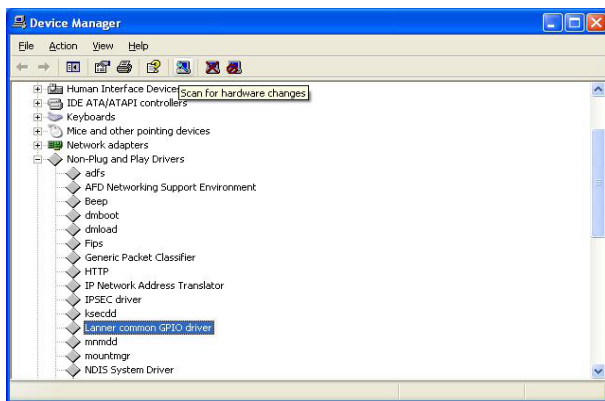 Device Manager
File Action View Help
Human Interface Devices
Scan for hardware changes
IDE ATA/ATAPI controllers
Keyboards
Mice and other pointing devices
Network adapters
Non-Plug and Play Drivers
adfs
AFD Networking Support Environment
Beep
dmboot
dmload
Fips
Generic Packet Classifier
HTTP
IP Network Address Translator
IPSEC driver
ksecdd
Lanner common GPIO driver
mnmdd
mountmgr
NDIS System Driver